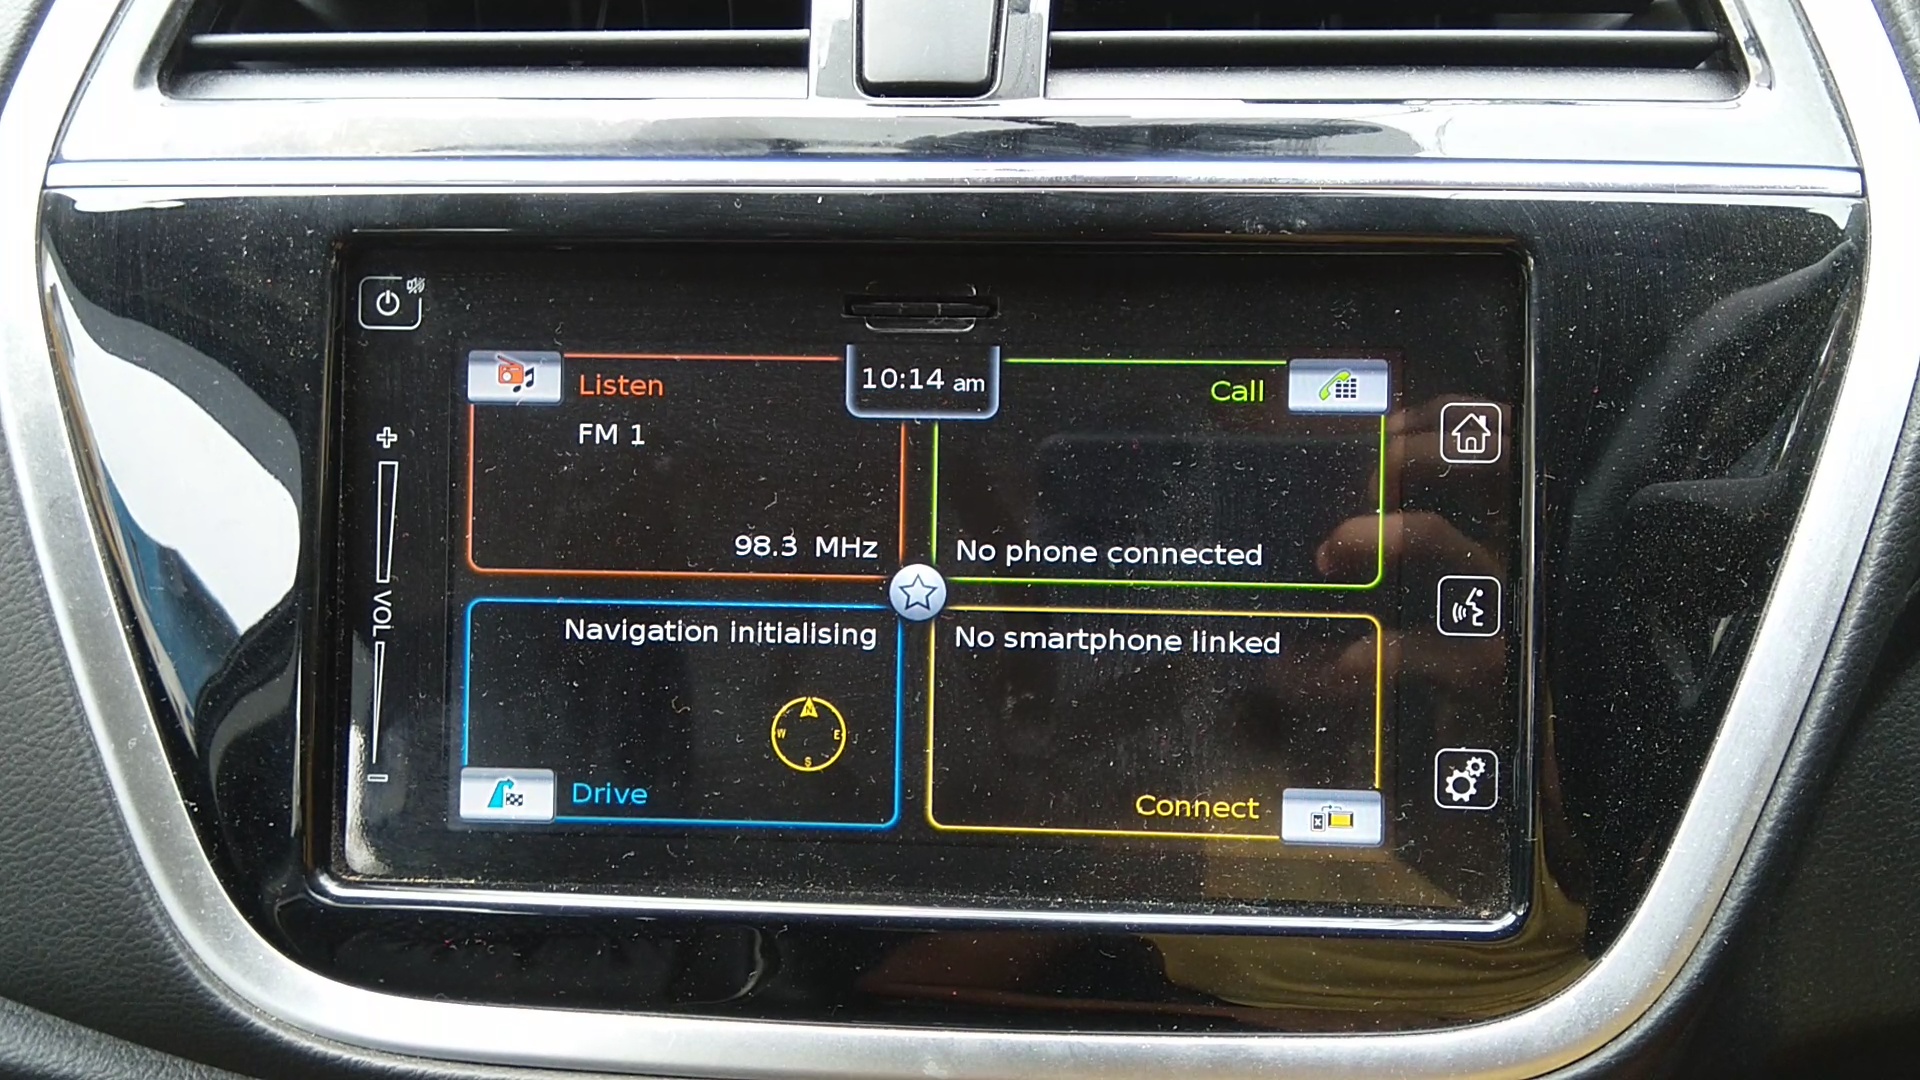 10:14 am
Listen
FM 1
98.3 MHz
Call
No phone connected
VOL
Navigation initialising
N
W
E
S
Drive
No smartphone linked
Connect